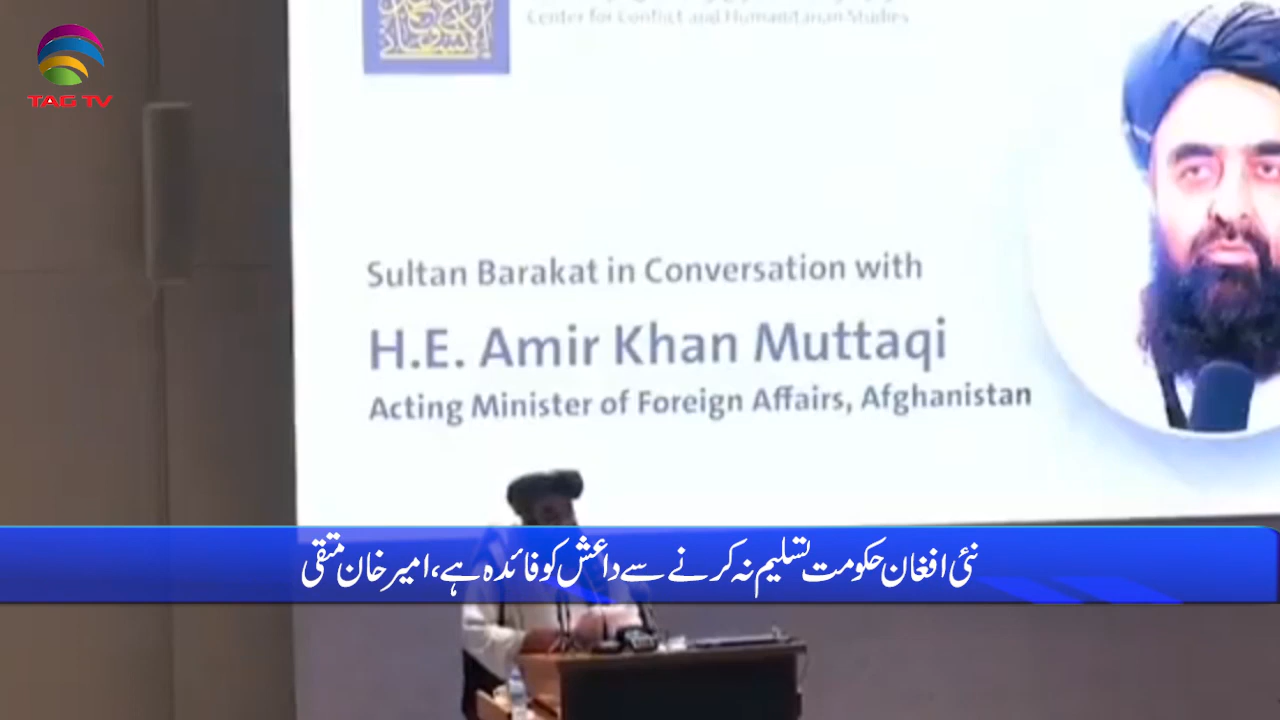 TAG TV
Center for Conflict and Humanitarian Studies
Sultan Barakat in Conversation with
H.E. Amir Khan Muttaqi
Acting Minister of Foreign Affairs, Afghanistan
نئی افغان حکومت تسلیم نہ کرنے سے داعش کو فائدہ ہے، امیر خان متقی